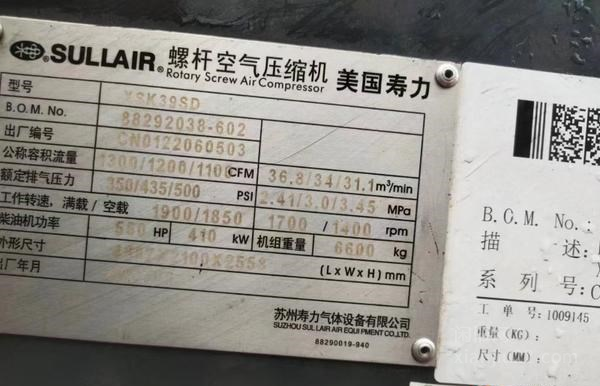 SULLAIR® 螺杆空气压缩机 美国寿力
Rotary Screw Air Compressor
型号 XSK39SD
B.O.M. No. 88292038-602
出厂编号 CN0122060503
公称容积流量 1300/1200/1100 CFM 36.8/34/31.1 m³/min
额定排气压力 350/435/500 PSI 2.41/3.0/3.45 MPa
工作转速，满载/空载 1900/1850 1700/1400 rpm
柴油机功率 550 HP 410 kW 机组重量 6600 kg
外形尺寸 X2100X2558 (LxWxH) mm
出厂年月
苏州寿力气体设备有限公司
SUZHOU SULLAIR AIR EQUIPMENT CO.,LTD.
88290019-940
B.O.M. No.:
描 述:
系 列 号: C
工 单 号: 1009145
重量(KG):
尺寸(MM):